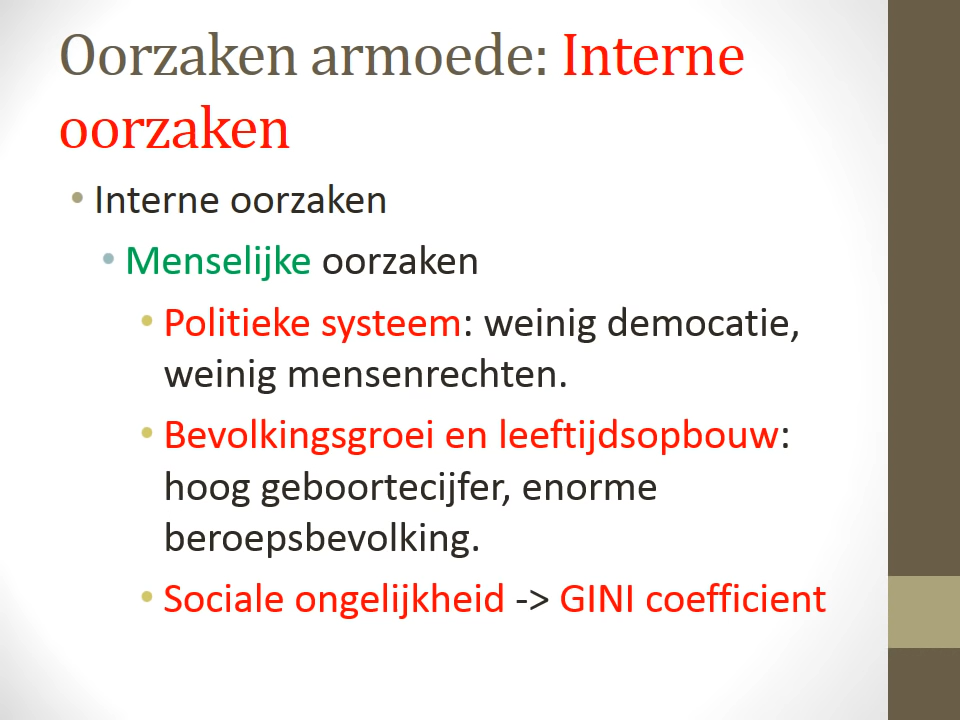 Oorzaken armoede: Interne
oorzaken
• Interne oorzaken
• Menselijke oorzaken
• Politieke systeem: weinig democatie,
weinig mensenrechten.
• Bevolkingsgroei en leeftijdsopbouw:
hoog geboortecijfer, enorme
beroepsbevolking.
• Sociale ongelijkheid -> GINI coefficient